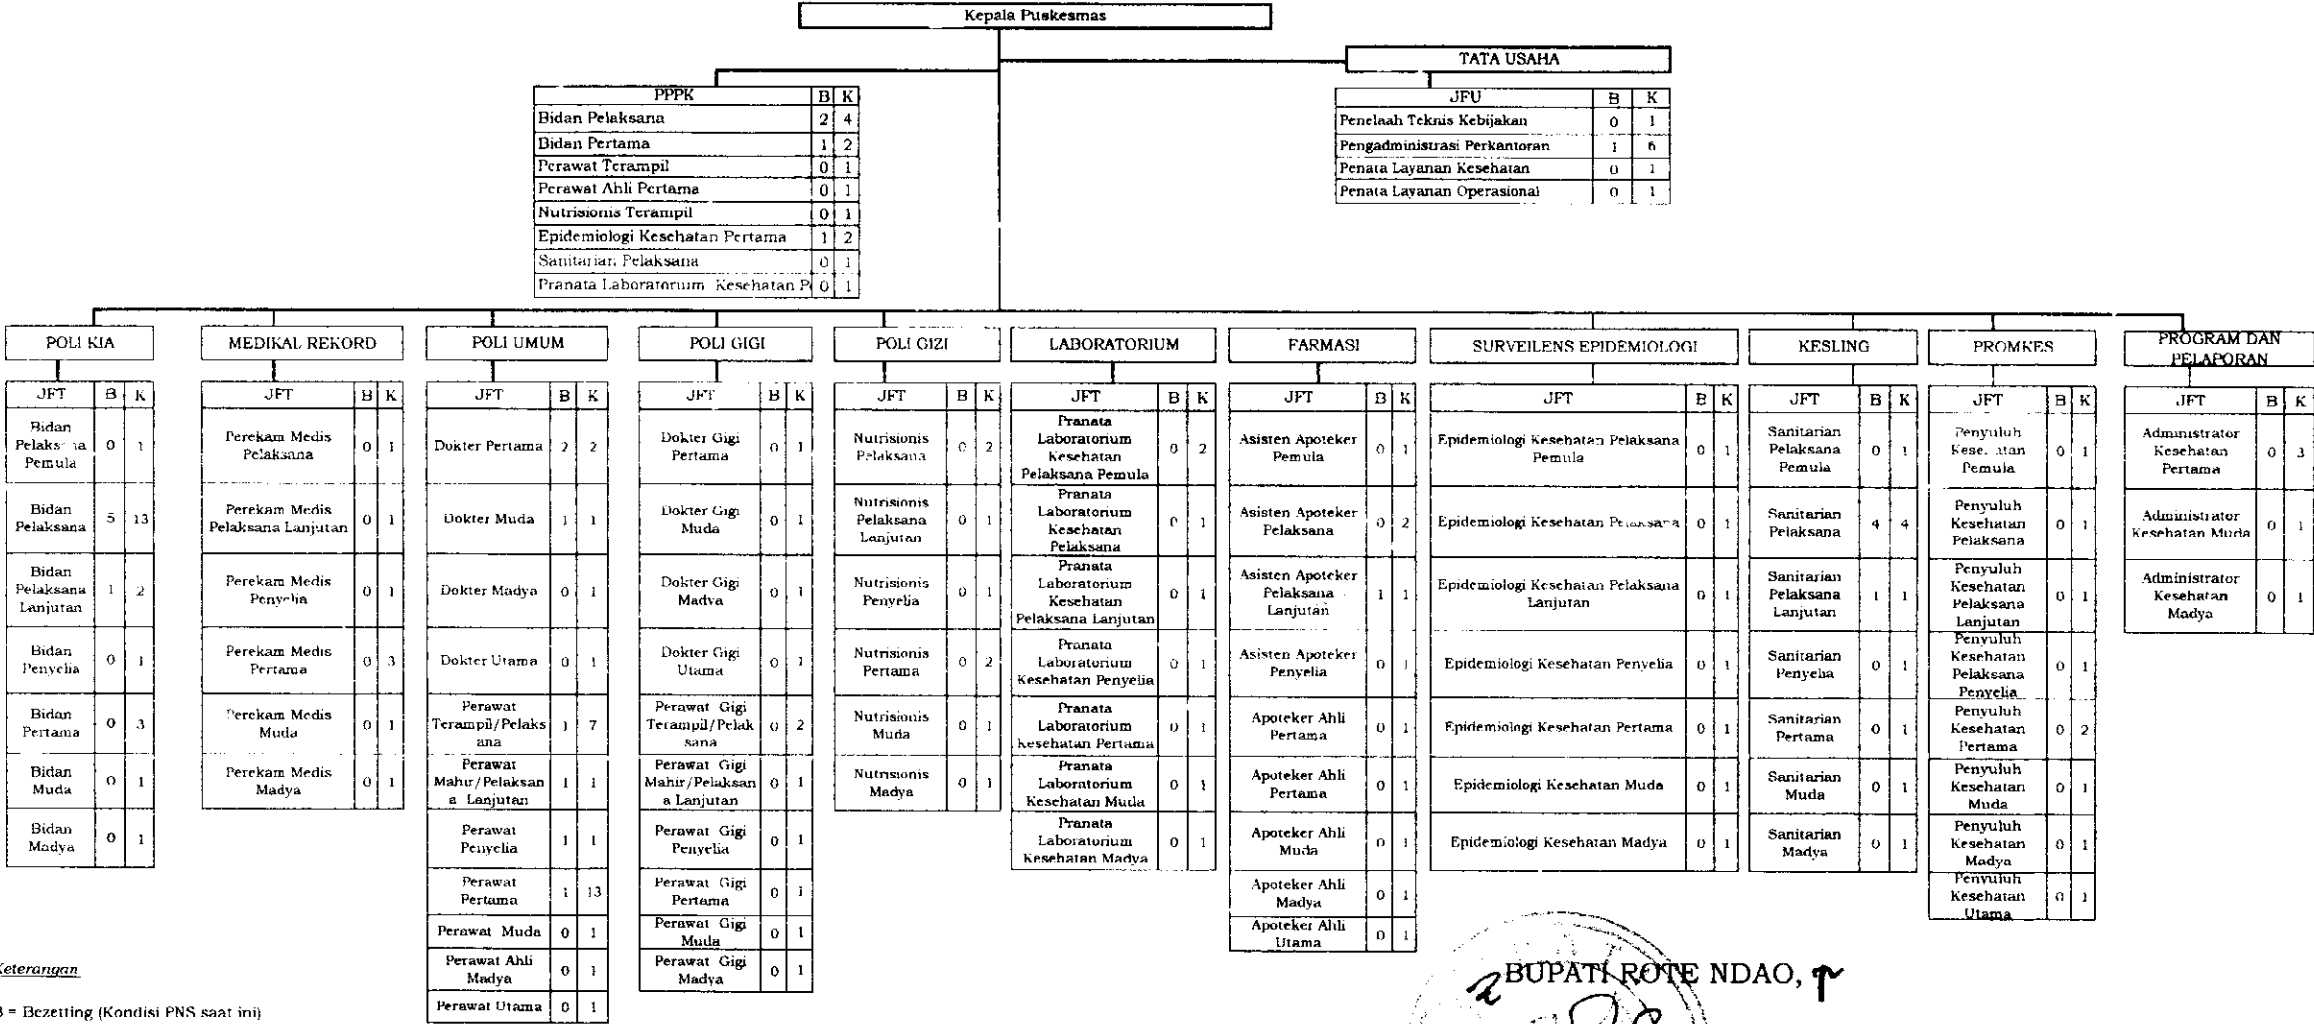 Kepala Puskesmas
TATA USAHA
PPPK B K
Bidan Pelaksana 2 4
Bidan Pertama 1 2
Perawat Terampil 0 1
Perawat Ahli Pertama 0 1
Nutrisionis Terampil 0 1
Epidemiologi Kesehatan Pertama 1 2
Sanitarian Pelaksana 0 1
Pranata Laboratorium Kesehatan P 0 1
JFU B K
Penelaah Teknis Kebijakan 0 1
Pengadministrasi Perkantoran 1 6
Penata Layanan Kesehatan 0 1
Penata Layanan Operasional 0 1
POLI KIA
JFT B K
Bidan
Pelaksana
Pemula 0 1
Bidan
Pelaksana 5 13
Bidan
Pelaksana
Lanjutan 1 2
Bidan
Penyelia 0 1
Bidan
Pertama 0 3
Bidan
Muda 0 1
Bidan
Madya 0 1
MEDIKAL REKORD
JFT B K
Perekam Medis
Pelaksana 0 1
Perekam Medis
Pelaksana Lanjutan 0 1
Perekam Medis
Penyelia 0 1
Perekam Medis
Pertama 0 3
Perekam Medis
Muda 0 1
Perekam Medis
Madya 0 1
POLI UMUM
JFT B K
Dokter Pertama 2 2
Dokter Muda 1 1
Dokter Madya 0 1
Dokter Utama 0 1
Perawat
Terampil/Pelaks
ana 1 7
Perawat
Mahir/Pelaksan
a Lanjutan 1 1
Perawat
Penyelia 1 1
Perawat
Pertama 1 13
Perawat Muda 0 1
Perawat Ahli
Madya 0 1
Perawat Utama 0 1
POLI GIGI
JFT B K
Dokter Gigi
Pertama 0 1
Dokter Gigi
Muda 0 1
Dokter Gigi
Madya 0 1
Dokter Gigi
Utama 0 1
Perawat Gigi
Terampil/Pelak
sana 0 2
Perawat Gigi
Mahir/Pelaksan
a Lanjutan 0 1
Perawat Gigi
Penyelia 0 1
Perawat Gigi
Pertama 0 1
Perawat Gigi
Muda 0 1
Perawat Gigi
Madya 0 1
POLI GIZI
JFT B K
Nutrisionis
Pelaksana 0 2
Nutrisionis
Pelaksana
Lanjutan 0 1
Nutrisionis
Penyelia 0 1
Nutrisionis
Pertama 0 2
Nutrisionis
Muda 0 1
Nutrisionis
Madya 0 1
LABORATORIUM
JFT B K
Pranata
Laboratorium
Kesehatan
Pelaksana Pemula 0 2
Pranata
Laboratorium
Kesehatan
Pelaksana 0 1
Pranata
Laboratorium
Kesehatan
Pelaksana Lanjutan 0 1
Pranata
Laboratorium
Kesehatan Penyelia 0 1
Pranata
Laboratorium
Kesehatan Pertama 0 1
Pranata
Laboratorium
Kesehatan Muda 0 1
Pranata
Laboratorium
Kesehatan Madya 0 1
FARMASI
JFT B K
Asisten Apoteker
Pemula 0 1
Asisten Apoteker
Pelaksana 0 2
Asisten Apoteker
Pelaksana
Lanjutan 1 1
Asisten Apoteker
Penyelia 0 1
Apoteker Ahli
Pertama 0 1
Apoteker Ahli
Pertama 0 1
Apoteker Ahli
Muda 0 1
Apoteker Ahli
Madya 0 1
Apoteker Ahli
Utama 0 1
SURVEILENS EPIDEMIOLOGI
JFT B K
Epidemiologi Kesehatan Pelaksana
Pemula 0 1
Epidemiologi Kesehatan Pelaksana 0 1
Epidemiologi Kesehatan Pelaksana
Lanjutan 0 1
Epidemiologi Kesehatan Penyelia 0 1
Epidemiologi Kesehatan Pertama 0 1
Epidemiologi Kesehatan Muda 0 1
Epidemiologi Kesehatan Madya 0 1
KESLING
JFT B K
Sanitarian
Pelaksana
Pemula 0 1
Sanitarian
Pelaksana 4 4
Sanitarian
Pelaksana
Lanjutan 1 1
Sanitarian
Penyelia 0 1
Sanitarian
Pertama 0 1
Sanitarian
Muda 0 1
Sanitarian
Madya 0 1
PROMKES
JFT B K
Penyuluh
Kesehatan
Pemula 0 1
Penyuluh
Kesehatan
Pelaksana 0 1
Penyuluh
Kesehatan
Pelaksana
Lanjutan 0 1
Penyuluh
Kesehatan
Pelaksana
Penyelia 0 1
Penyuluh
Kesehatan
Pertama 0 2
Penyuluh
Kesehatan
Muda 0 1
Penyuluh
Kesehatan
Madya 0 1
Penyuluh
Kesehatan
Utama 0 1
PROGRAM DAN
PELAPORAN
JFT B K
Administrator
Kesehatan
Pertama 0 3
Administrator
Kesehatan Muda 0 1
Administrator
Kesehatan
Madya 0 1
Keterangan
B = Bezetting (Kondisi PNS saat ini)
BUPATI ROTE NDAO,